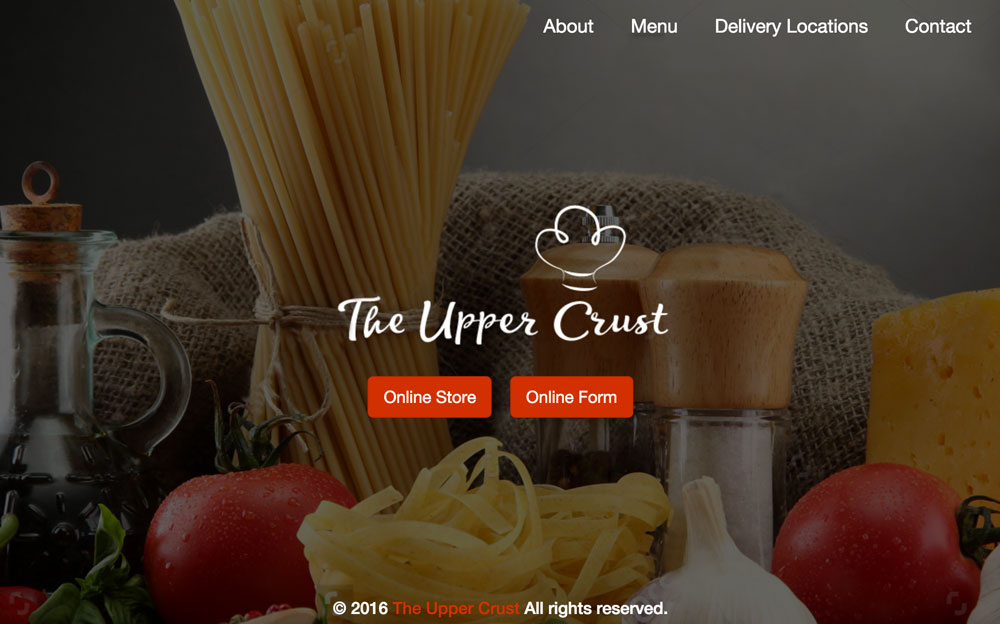 About Menu Delivery Locations Contact
The Upper Crust
Online Store Online Form
© 2016 The Upper Crust All rights reserved.